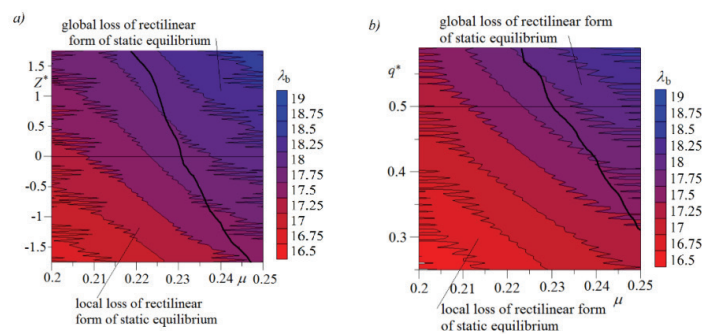 a)
global loss of rectilinear
form of static equilibrium
Z*
1.5
1
0.5
0
-0.5
-1
-1.5
0.2 0.21 0.22 0.23 0.24 μ 0.25
λb
19
18.75
18.5
18.25
18
17.75
17.5
17.25
17
16.75
16.5
local loss of rectilinear
form of static equilibrium
b)
global loss of rectilinear form
of static equilibrium
q*
0.5
0.4
0.3
0.2 0.21 0.22 0.23 0.24 μ 0.25
λb
19
18.75
18.5
18.25
18
17.75
17.5
17.25
17
16.75
16.5
local loss of rectilinear form
of static equilibrium